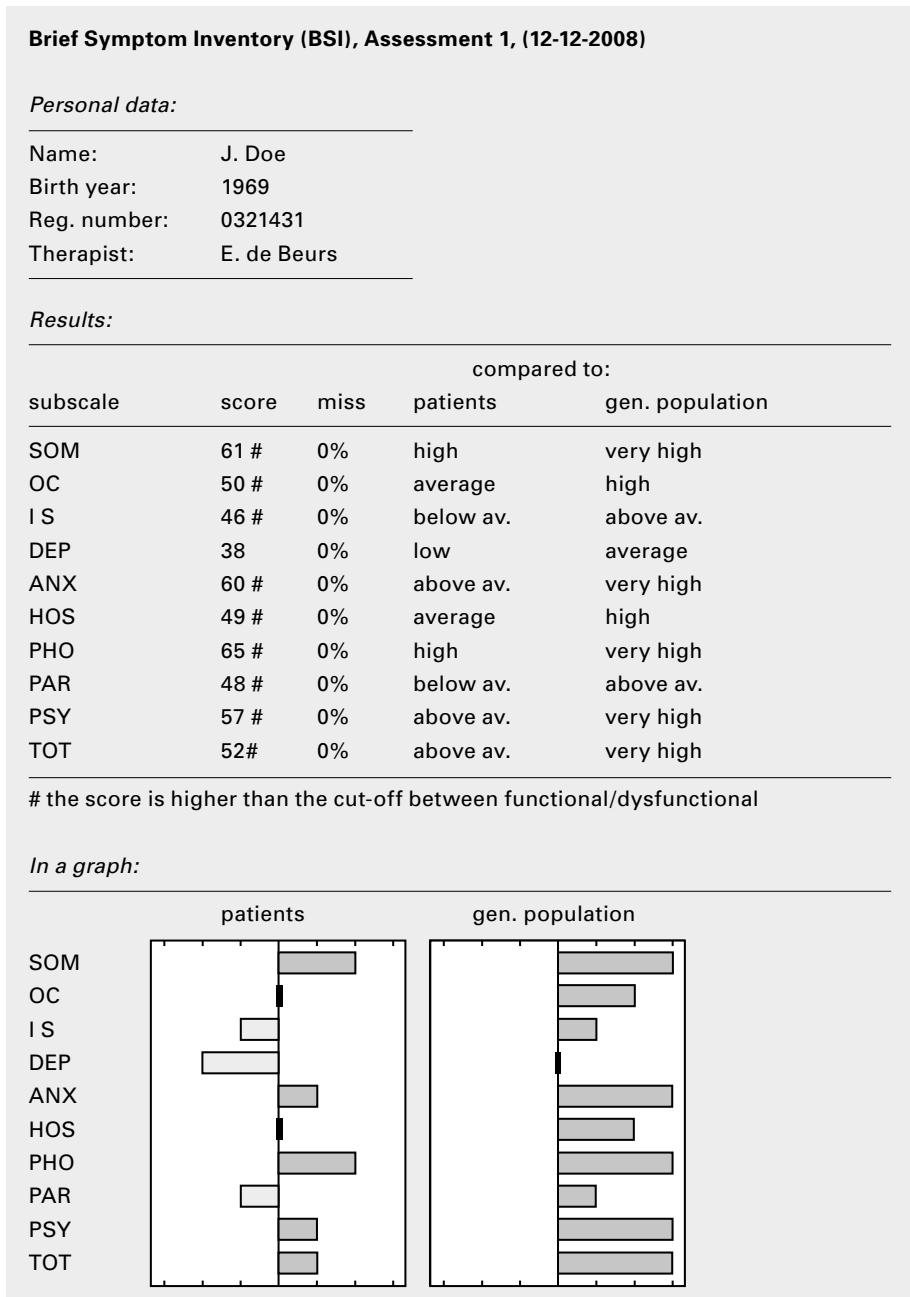 Brief Symptom Inventory (BSI), Assessment 1, (12-12-2008)
Personal data:
Name: J. Doe
Birth year: 1969
Reg. number: 0321431
Therapist: E. de Beurs
Results:
compared to:
subscale score miss patients gen. population
SOM 61 # 0% high very high
OC 50 # 0% average high
I S 46 # 0% below av. above av.
DEP 38 0% low average
ANX 60 # 0% above av. very high
HOS 49 # 0% average high
PHO 65 # 0% high very high
PAR 48 # 0% below av. above av.
PSY 57 # 0% above av. very high
TOT 52# 0% above av. very high
# the score is higher than the cut-off between functional/dysfunctional
In a graph:
patients gen. population
SOM
OC
I S
DEP
ANX
HOS
PHO
PAR
PSY
TOT